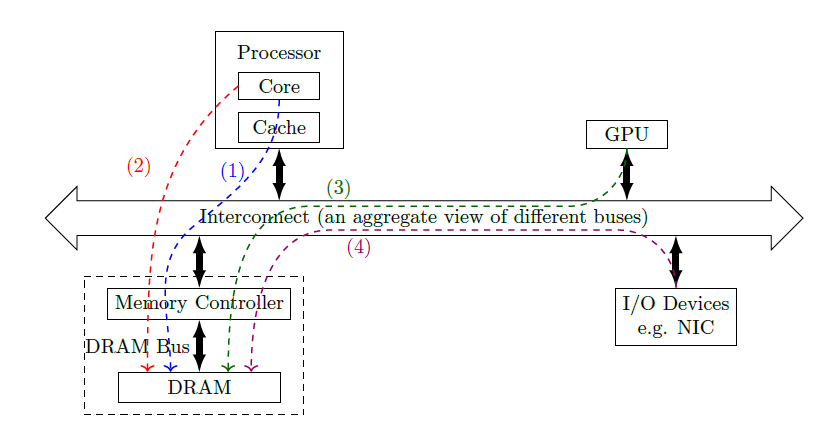 Processor
Core
Cache
GPU
(2)
(1)
(3)
Interconnect (an aggregate view of different buses)
(4)
Memory Controller
I/O Devices
e.g. NIC
DRAM Bus
DRAM